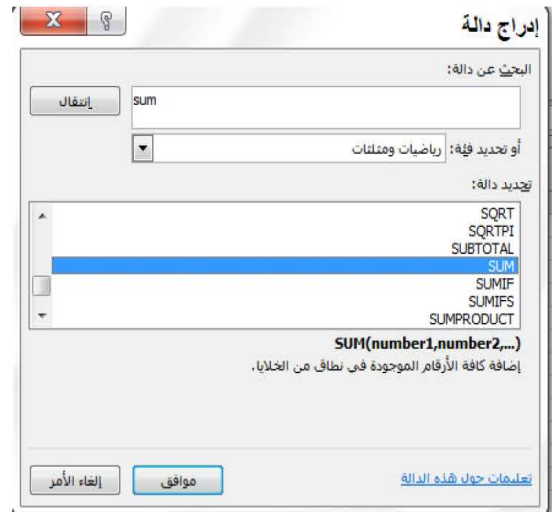 إدراج دالة
البحث عن دالة:
sum
إنتقال
أو تحديد فئة: رياضيات ومثلثات
تحديد دالة:
SQRT
SQRTPI
SUBTOTAL
SUM
SUMIF
SUMIFS
SUMPRODUCT
SUM(number1,number2,...)
إضافة كافة الأرقام الموجودة في نطاق من الخلايا.
تعليمات حول هذه الدالة
موافق
إلغاء الأمر